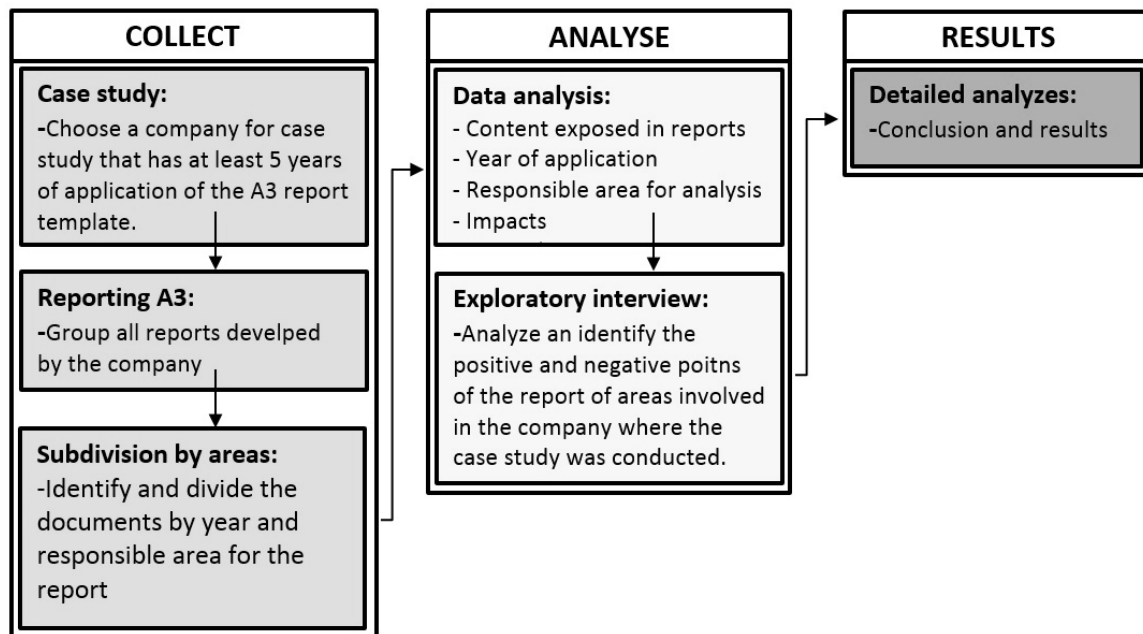 COLLECT
Case study:
-Choose a company for case
study that has at least 5 years
of application of the A3 report
template.
Reporting A3:
-Group all reports develped
by the company
Subdivision by areas:
-Identify and divide the
documents by year and
responsible area for the
report
ANALYSE
Data analysis:
- Content exposed in reports
- Year of application
- Responsible area for analysis
- Impacts
Exploratory interview:
-Analyze an identify the
positive and negative poitns
of the report of areas involved
in the company where the
case study was conducted.
RESULTS
Detailed analyzes:
-Conclusion and results